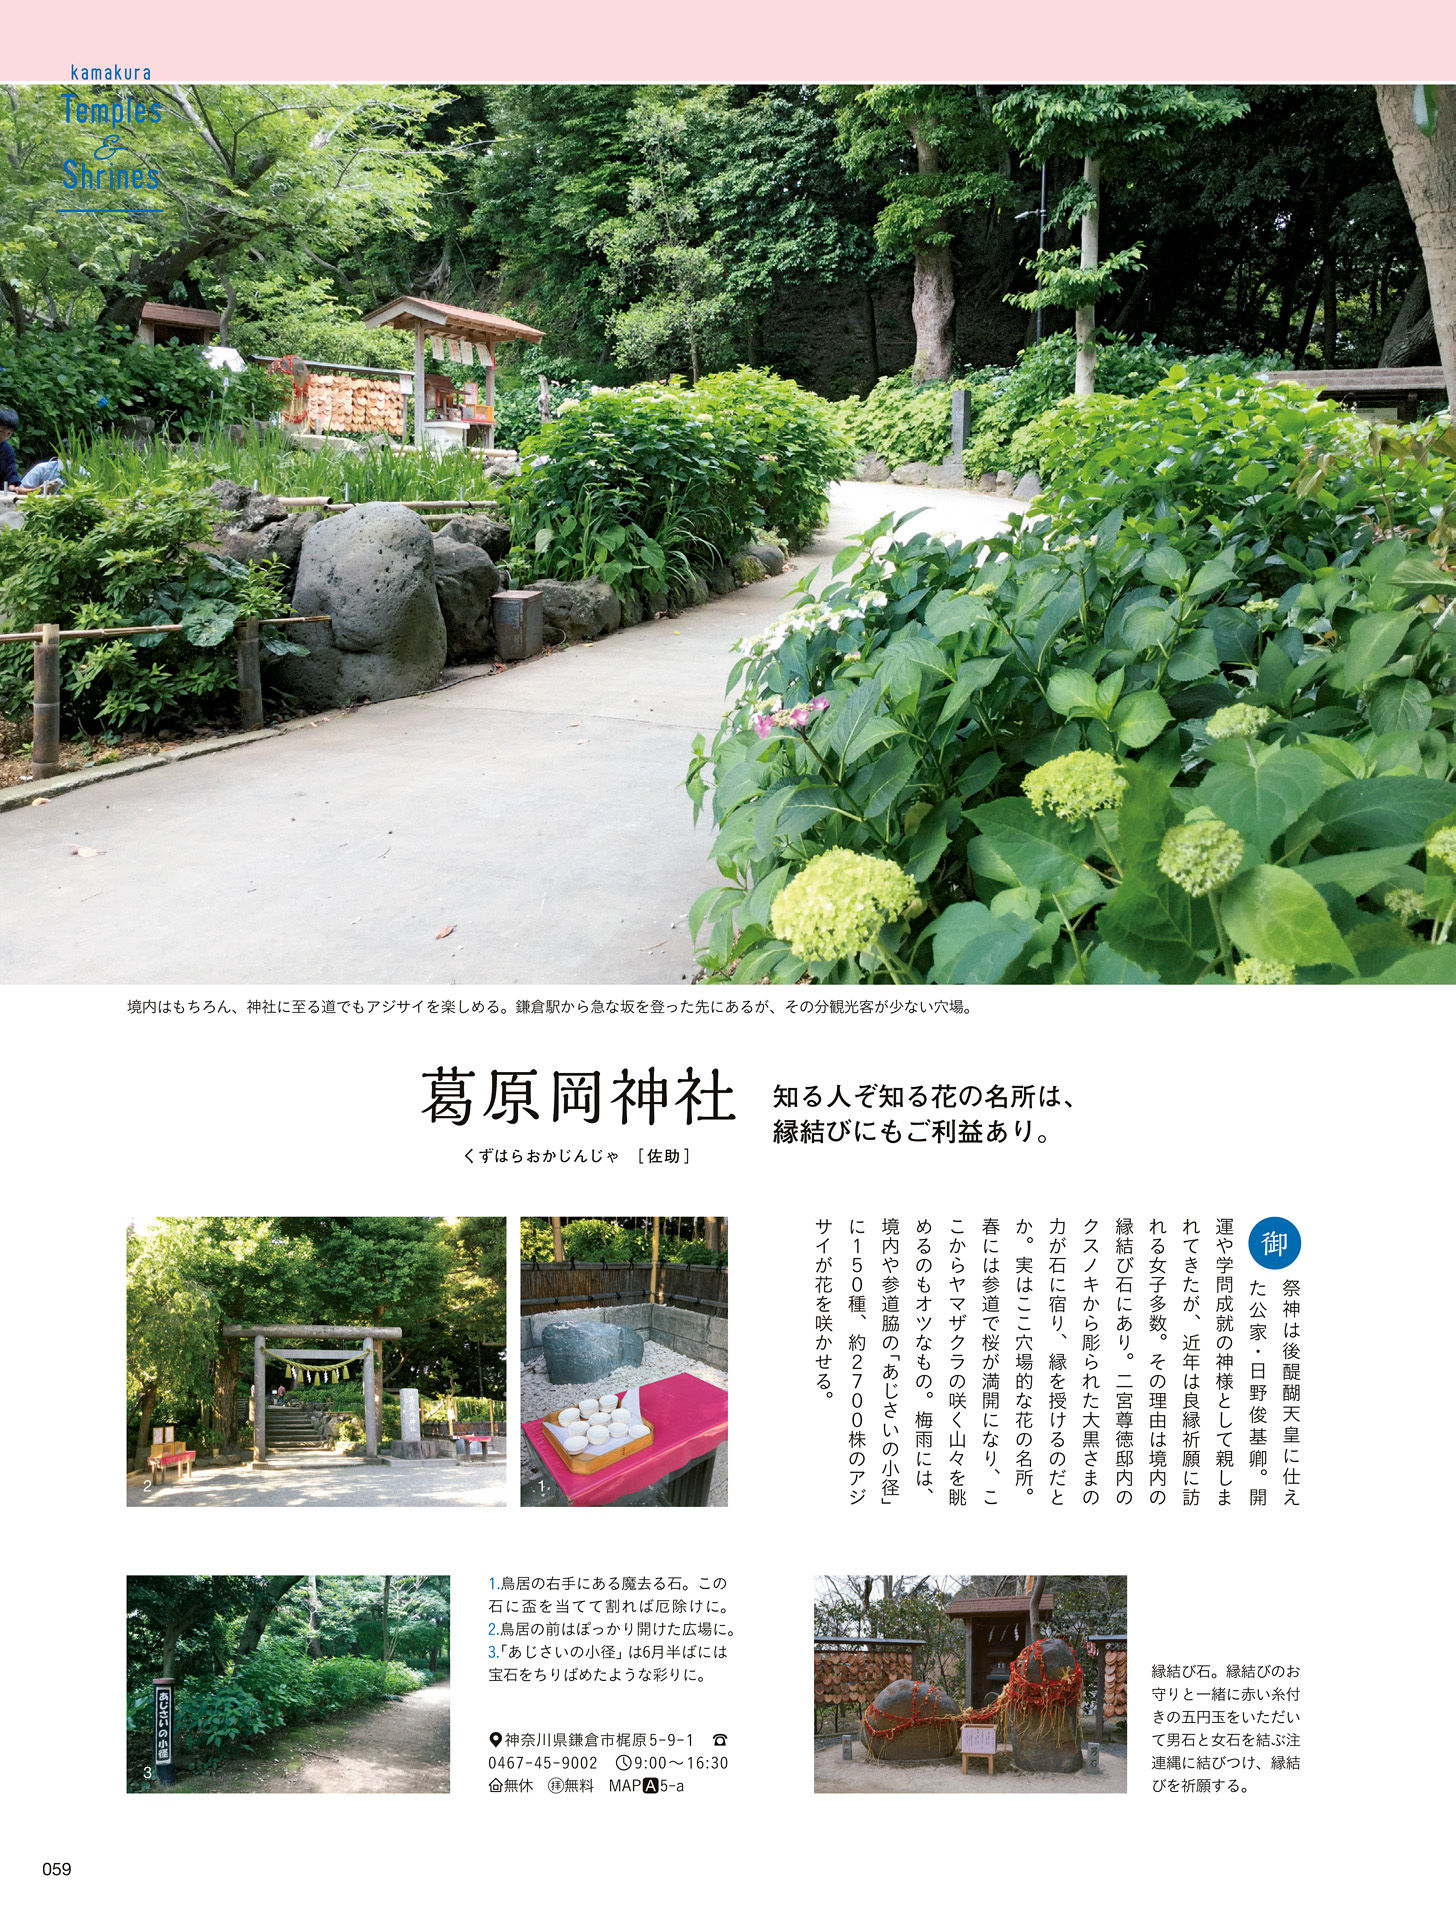 kamakura
Temples
&
Shrines
境内はもちろん、神社に至る道でもアジサイを楽しめる。鎌倉駅から急な坂を登った先にあるが、その分観光客が少ない穴場。
葛原岡神社
くずはらおかじんじゃ ［佐助］
知る人ぞ知る花の名所は、
縁結びにもご利益あり。
御祭神は後醍醐天皇に仕え
た公家・日野俊基卿。開
運や学問成就の神様として親しま
れてきたが、近年は良縁祈願に訪
れる女子多数。その理由は境内の
縁結び石にあり。二宮尊徳邸内の
クスノキから彫られた大黒さまの
力が石に宿り、縁を授けるのだと
か。実はここ穴場的な花の名所。
春には参道で桜が満開になり、こ
こからヤマザクラの咲く山々を眺
めるのもオツなもの。梅雨には、
境内や参道脇の「あじさいの小径」
に150種、約2700株のアジ
サイが花を咲かせる。
2
1
3
あじさいの小径
1.鳥居の右手にある魔去る石。この
石に盃を当てて割れば厄除けに。
2.鳥居の前はぽっかり開けた広場に。
3.「あじさいの小径」は6月半ばには
宝石をちりばめたような彩りに。
神奈川県鎌倉市梶原5-9-1 ☎
0467-45-9002 9:00〜16:30
無休 拝無料 MAP A 5-a
縁結び石。縁結びのお
守りと一緒に赤い糸付
きの五円玉をいただい
て男石と女石を結ぶ注
連縄に結びつけ、縁結
びを祈願する。
059